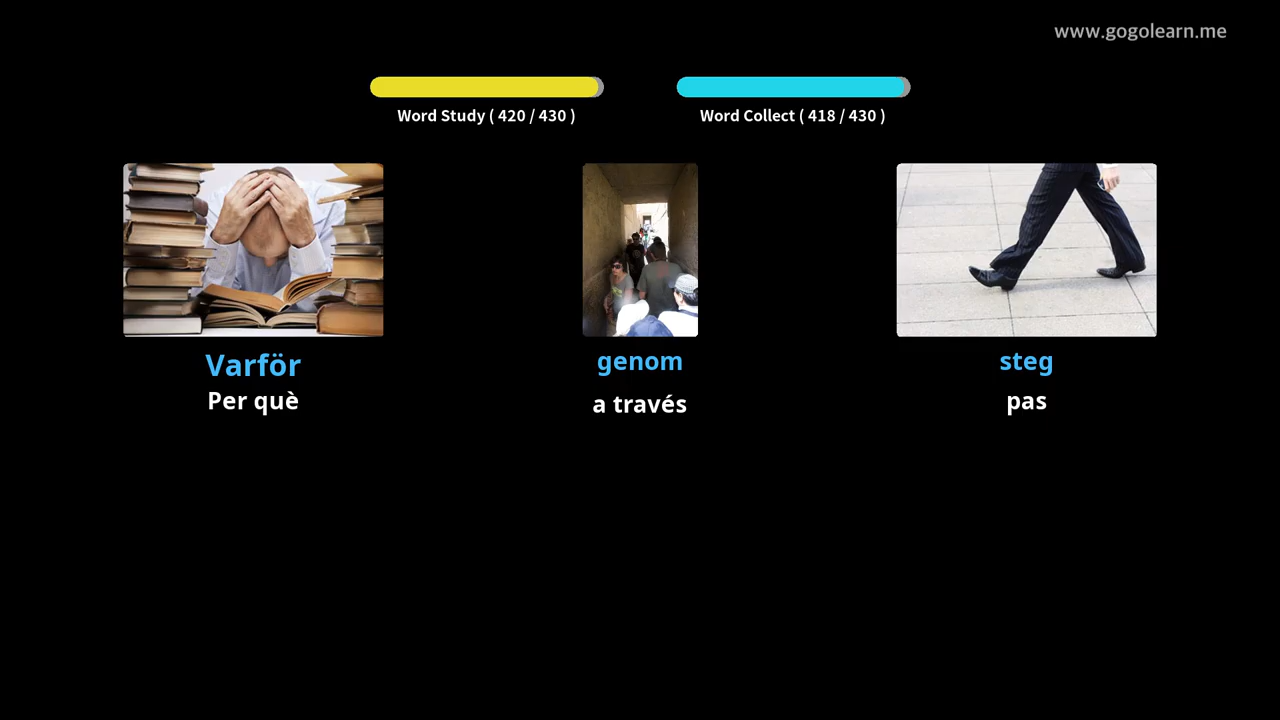 www.gogolearn.me
Word Study ( 420 / 430 )
Word Collect ( 418 / 430 )
Varför
Per què
genom
a través
steg
pas